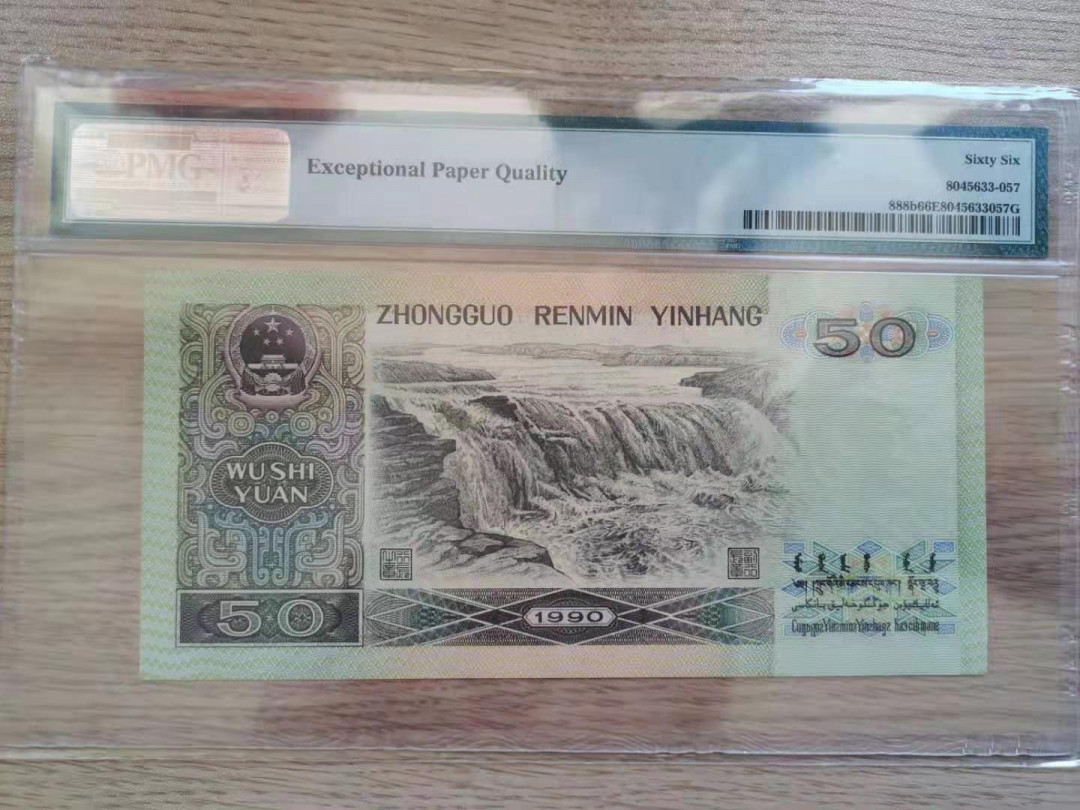 PMG
Exceptional Paper Quality
Sixty Six
8045633-057
888b66E8045633057G
ZHONGGUO RENMIN YINHANG
50
WU SHI
YUAN
50
1990